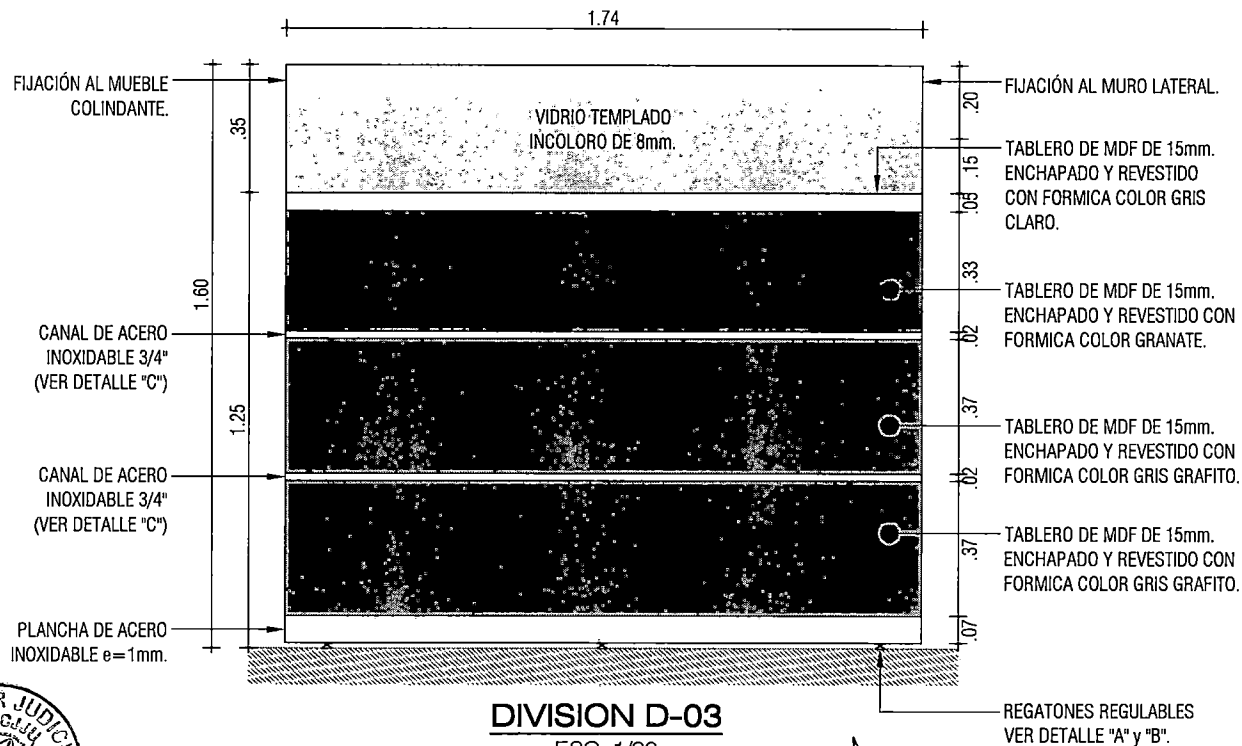 1.74
FIJACIÓN AL MUEBLE
COLINDANTE.
FIJACIÓN AL MURO LATERAL.
.35
.20
.15
VIDRIO TEMPLADO
INCOLORO DE 8mm.
TABLERO DE MDF DE 15mm.
ENCHAPADO Y REVESTIDO
CON FORMICA COLOR GRIS
CLARO.
.05
.33
1.60
TABLERO DE MDF DE 15mm.
ENCHAPADO Y REVESTIDO CON
FORMICA COLOR GRANATE.
CANAL DE ACERO
INOXIDABLE 3/4"
(VER DETALLE "C")
.02
1.25
.37
TABLERO DE MDF DE 15mm.
ENCHAPADO Y REVESTIDO CON
FORMICA COLOR GRIS GRAFITO.
CANAL DE ACERO
INOXIDABLE 3/4"
(VER DETALLE "C")
.02
.37
TABLERO DE MDF DE 15mm.
ENCHAPADO Y REVESTIDO CON
FORMICA COLOR GRIS GRAFITO.
PLANCHA DE ACERO
INOXIDABLE e=1mm.
.07
DIVISION D-03
REGATONES REGULABLES
VER DETALLE "A" y "B".